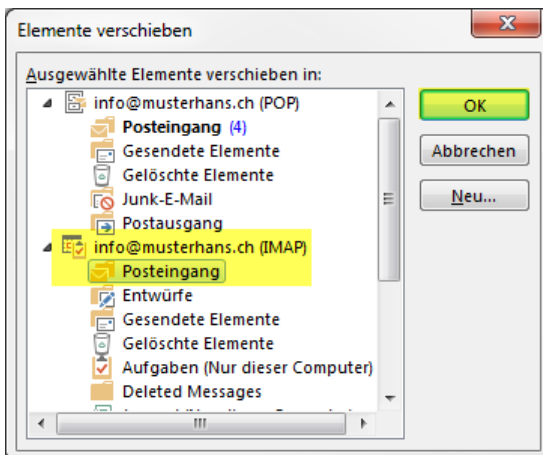 Elemente verschieben
Ausgewählte Elemente verschieben in:
info@musterhans.ch (POP)
Posteingang (4)
Gesendete Elemente
Gelöschte Elemente
Junk-E-Mail
Postausgang
info@musterhans.ch (IMAP)
Posteingang
Entwürfe
Gesendete Elemente
Gelöschte Elemente
Aufgaben (Nur dieser Computer)
Deleted Messages
OK
Abbrechen
Neu...